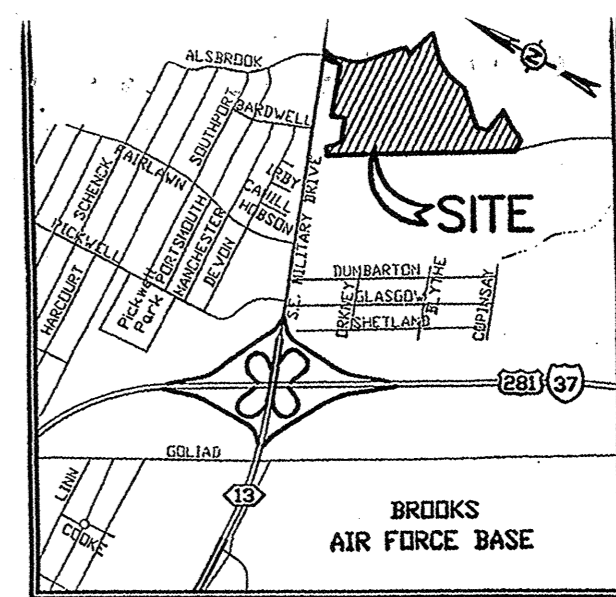 ALSBROOK
N
SOUTHPORT
BARDWELL
SCHENCK
FAIRLAWN
IRBY
CAHILL
HOBSON
S.E. MILITARY DRIVE
SITE
PICKWELL
PORTSMOUTH
MANCHESTER
DEVON
HARCOURT
Pickwell
Park
DUMBARTON
ORKNEY
GLASGOW
BLYTHE
SHETLAND
COPINSAY
281
37
GOLIAD
LINN
13
COOKE
BROOKS
AIR FORCE BASE